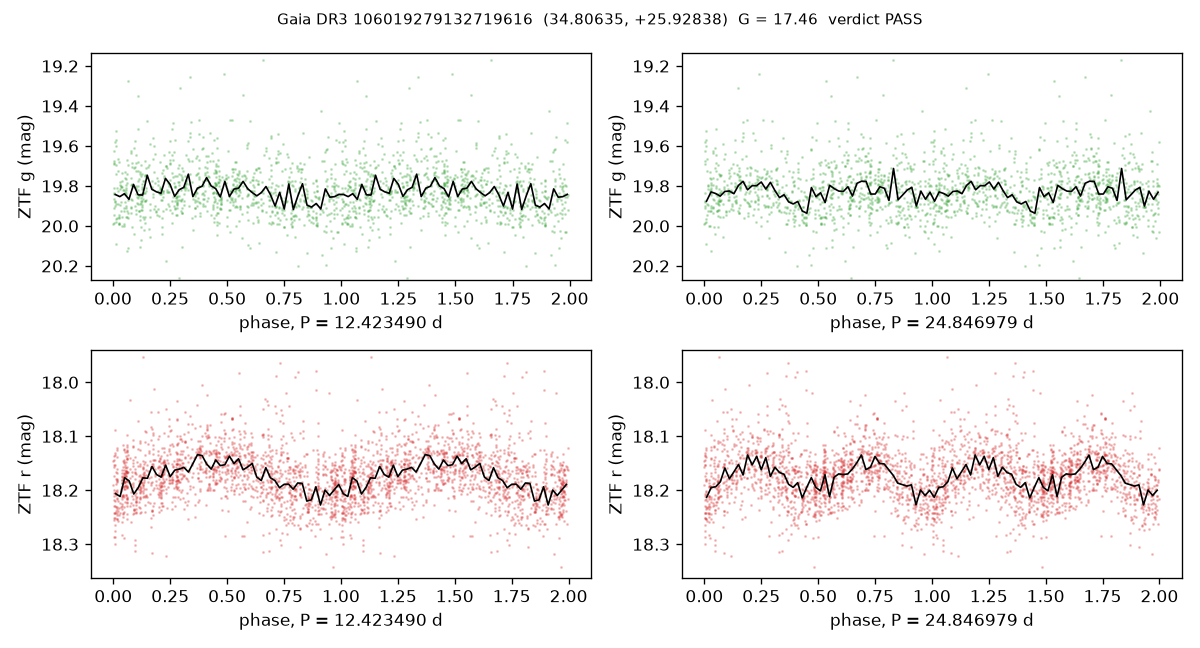 Gaia DR3 106019279132719616 (34.80635, +25.92838) G = 17.46 verdict PASS
ZTF g (mag)
19.2
19.4
19.6
19.8
20.0
20.2
0.00 0.25 0.50 0.75 1.00 1.25 1.50 1.75 2.00
phase, P = 12.423490 d
ZTF g (mag)
19.2
19.4
19.6
19.8
20.0
20.2
0.00 0.25 0.50 0.75 1.00 1.25 1.50 1.75 2.00
phase, P = 24.846979 d
ZTF r (mag)
18.0
18.1
18.2
18.3
0.00 0.25 0.50 0.75 1.00 1.25 1.50 1.75 2.00
phase, P = 12.423490 d
ZTF r (mag)
18.0
18.1
18.2
18.3
0.00 0.25 0.50 0.75 1.00 1.25 1.50 1.75 2.00
phase, P = 24.846979 d